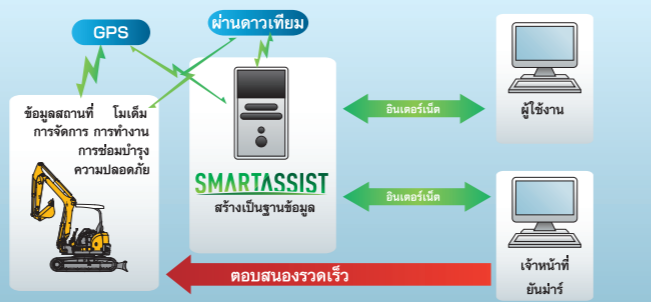 GPS
ผ่านดาวเทียม
ข้อมูลสถานที่ โมเด็ม
การจัดการ การทำงาน
การซ่อมบำรุง
ความปลอดภัย
SMARTASSIST
สร้างเป็นฐานข้อมูล
อินเตอร์เน็ต
ผู้ใช้งาน
อินเตอร์เน็ต
เจ้าหน้าที่
ยันม่าร์
ตอบสนองรวดเร็ว